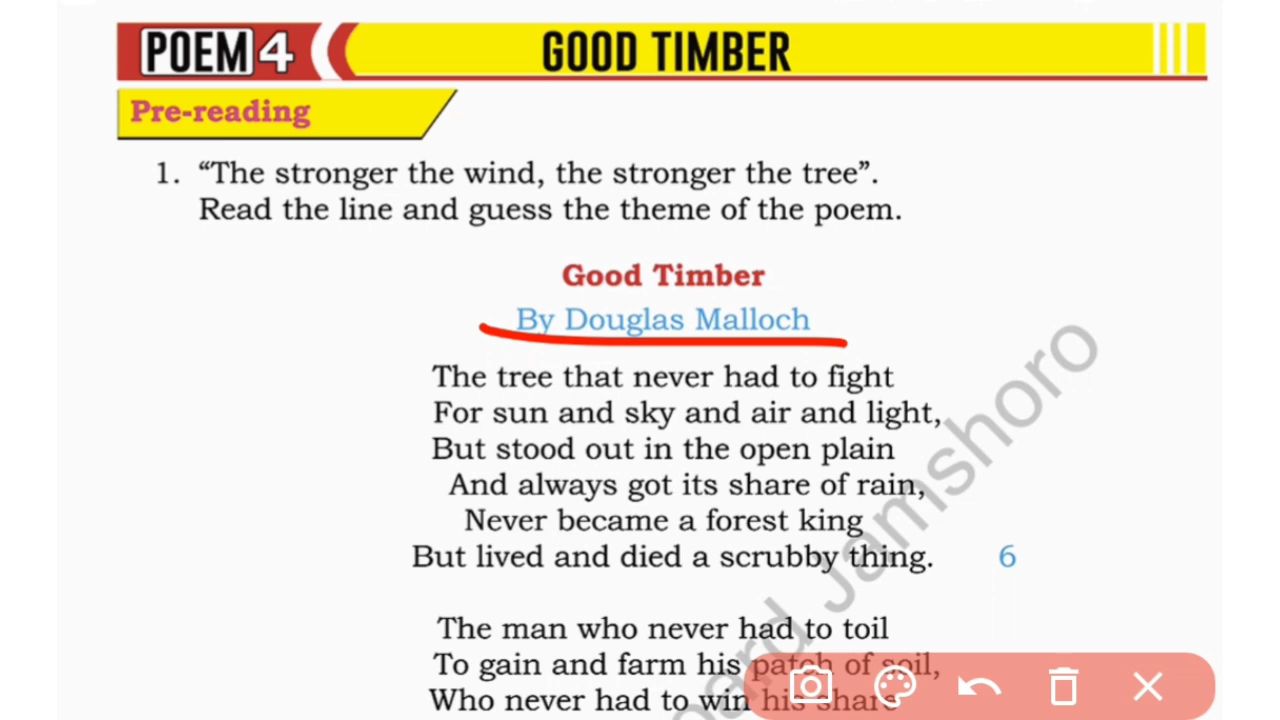 POEM 4
GOOD TIMBER
Pre-reading
1. “The stronger the wind, the stronger the tree”.
Read the line and guess the theme of the poem.
Good Timber
By Douglas Malloch
The tree that never had to fight
For sun and sky and air and light,
But stood out in the open plain
And always got its share of rain,
Never became a forest king
But lived and died a scrubby thing. 6
The man who never had to toil
To gain and farm his patch of soil,
Who never had to win his share
Jamshoro